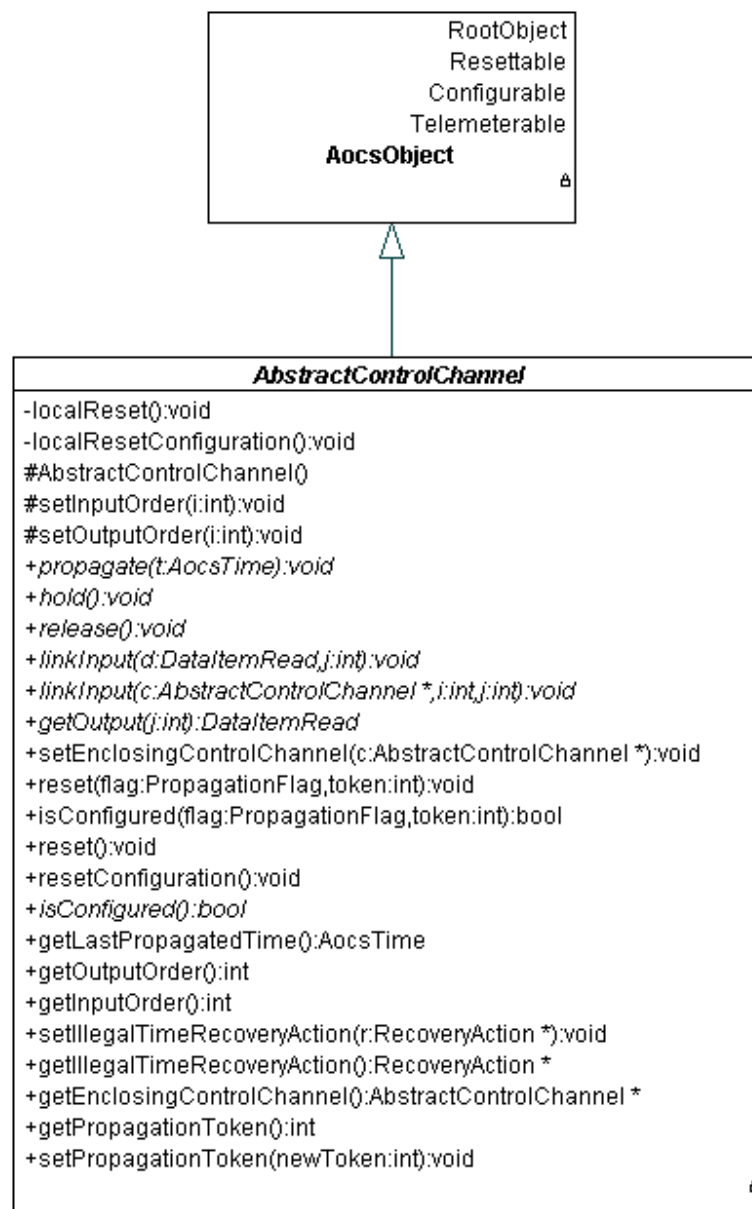 RootObject
Resettable
Configurable
Telemeterable
AocsObject
AbstractControlChannel
-localReset():void
-localResetConfiguration():void
#AbstractControlChannel()
#setInputOrder(i:int):void
#setOutputOrder(i:int):void
+propagate(t:AocsTime):void
+hold():void
+release():void
+linkInput(d:DataItemRead,j:int):void
+linkInput(c:AbstractControlChannel *,i:int,j:int):void
+getOutput(j:int):DataItemRead
+setEnclosingControlChannel(c:AbstractControlChannel *):void
+reset(flag:PropagationFlag,token:int):void
+isConfigured(flag:PropagationFlag,token:int):bool
+reset():void
+resetConfiguration():void
+isConfigured():bool
+getLastPropagatedTime():AocsTime
+getOutputOrder():int
+getInputOrder():int
+setIllegalTimeRecoveryAction(r:RecoveryAction *):void
+getIllegalTimeRecoveryAction():RecoveryAction *
+getEnclosingControlChannel():AbstractControlChannel *
+getPropagationToken():int
+setPropagationToken(newToken:int):void